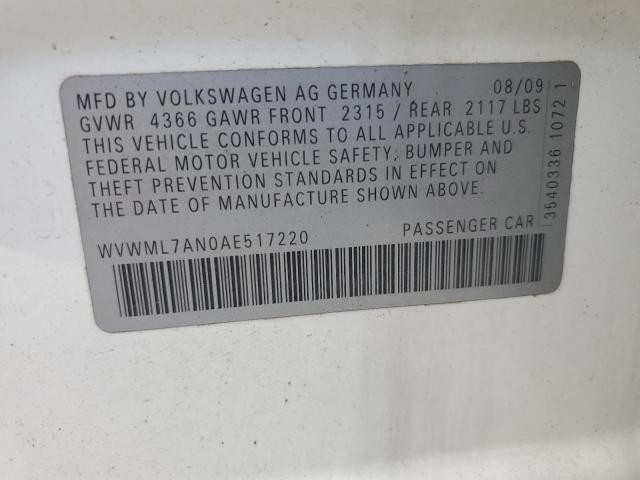 MFD BY VOLKSWAGEN AG GERMANY 08/09
GVWR 4366 GAWR FRONT 2315 / REAR 2117 LBS
THIS VEHICLE CONFORMS TO ALL APPLICABLE U.S.
FEDERAL MOTOR VEHICLE SAFETY, BUMPER AND
THEFT PREVENTION STANDARDS IN EFFECT ON
THE DATE OF MANUFACTURE SHOWN ABOVE.
WVWML7AN0AE517220 PASSENGER CAR
3540336 1072 1